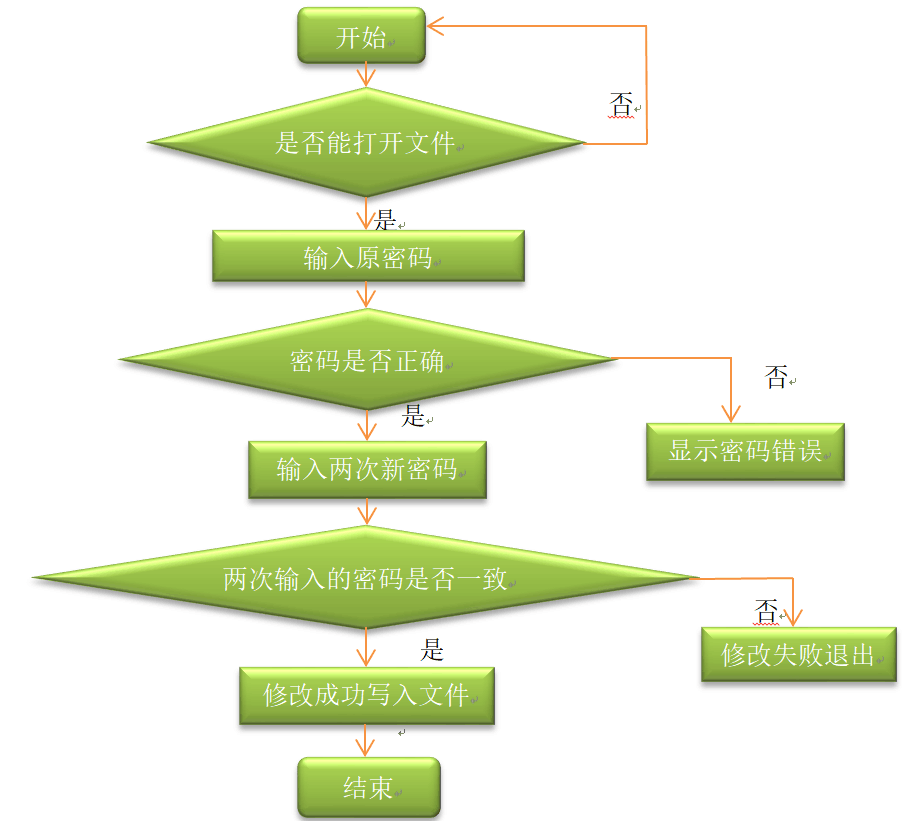 开始
否
是否能打开文件
是
输入原密码
密码是否正确
否
是
显示密码错误
输入两次新密码
两次输入的密码是否一致
否
是
修改失败退出
修改成功写入文件
结束